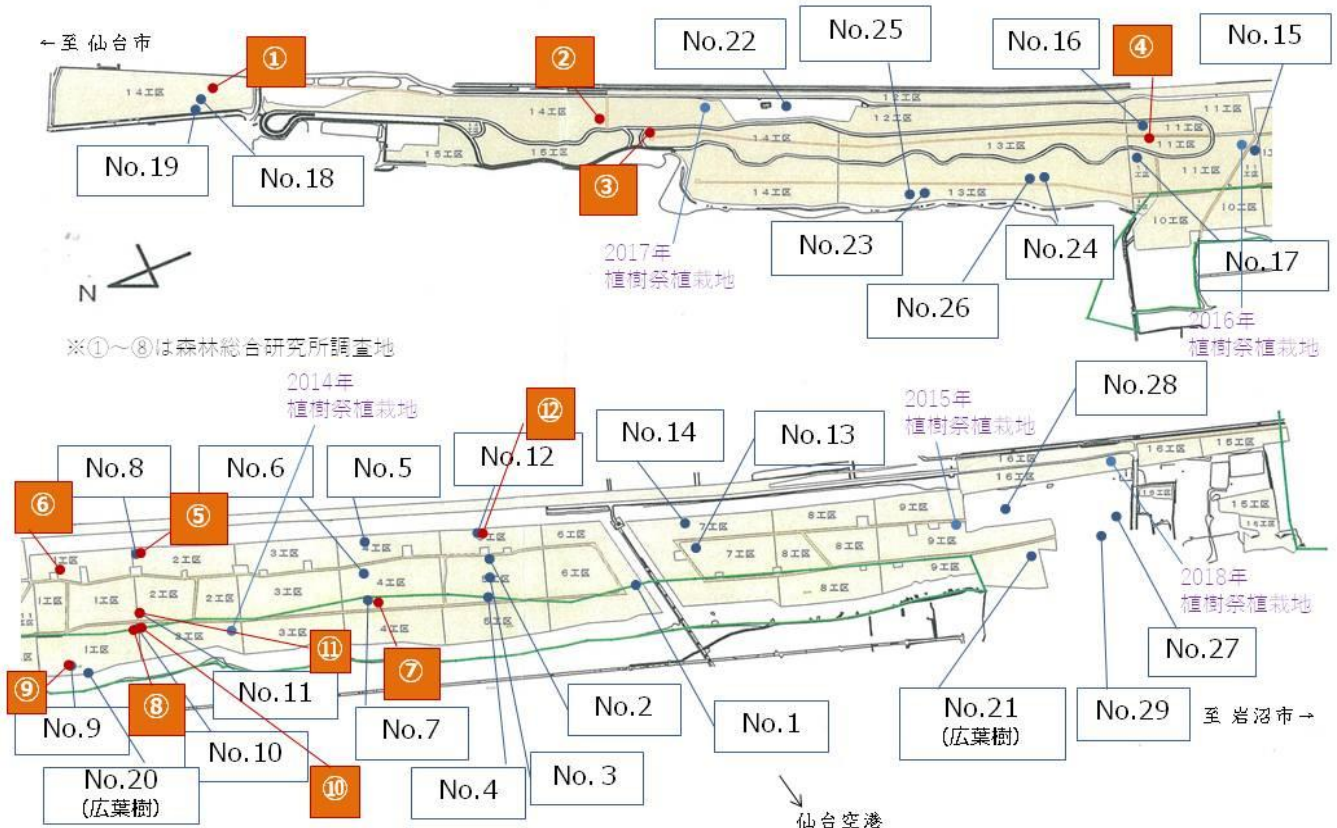 ←至 仙台市
①
②
No.22
No.25
No.16
④
No.15
14工区
14工区
12工区
12工区
11工区
14工区
13工区
11工区
11工区
11工区
15工区
15工区
No.19
No.18
③
14工区
13工区
10工区
10工区
2017年
植樹祭植栽地
No.23
No.24
No.26
No.17
N
2016年
植樹祭植栽地
※①～⑧は森林総合研究所調査地
2014年
植樹祭植栽地
⑫
No.28
2015年
植樹祭植栽地
No.8
No.6
No.5
No.12
No.14
No.13
⑥
⑤
16工区
15工区
16工区
16工区
1工区
2工区
3工区
4工区
6工区
7工区
8工区
9工区
7工区
8工区
9工区
1工区
1工区
2工区
2工区
3工区
4工区
6工区
8工区
9工区
15工区
3工区
4工区
5工区
1工区
2018年
植樹祭植栽地
⑨
⑧
⑪
⑦
No.11
No.27
No.9
No.10
No.7
No.2
No.1
No.21
(広葉樹)
No.29
至 岩沼市→
No.20
(広葉樹)
⑩
No.4
No.3
仙台空港